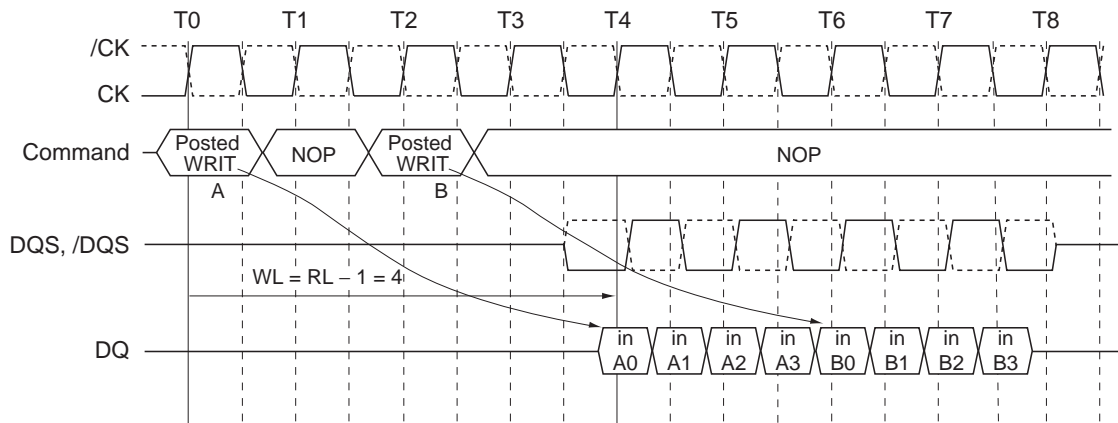 T0 T1 T2 T3 T4 T5 T6 T7 T8
/CK
CK
Command
Posted
WRIT
A
NOP
Posted
WRIT
B
NOP
DQS, /DQS
WL = RL − 1 = 4
DQ
in
A0
in
A1
in
A2
in
A3
in
B0
in
B1
in
B2
in
B3